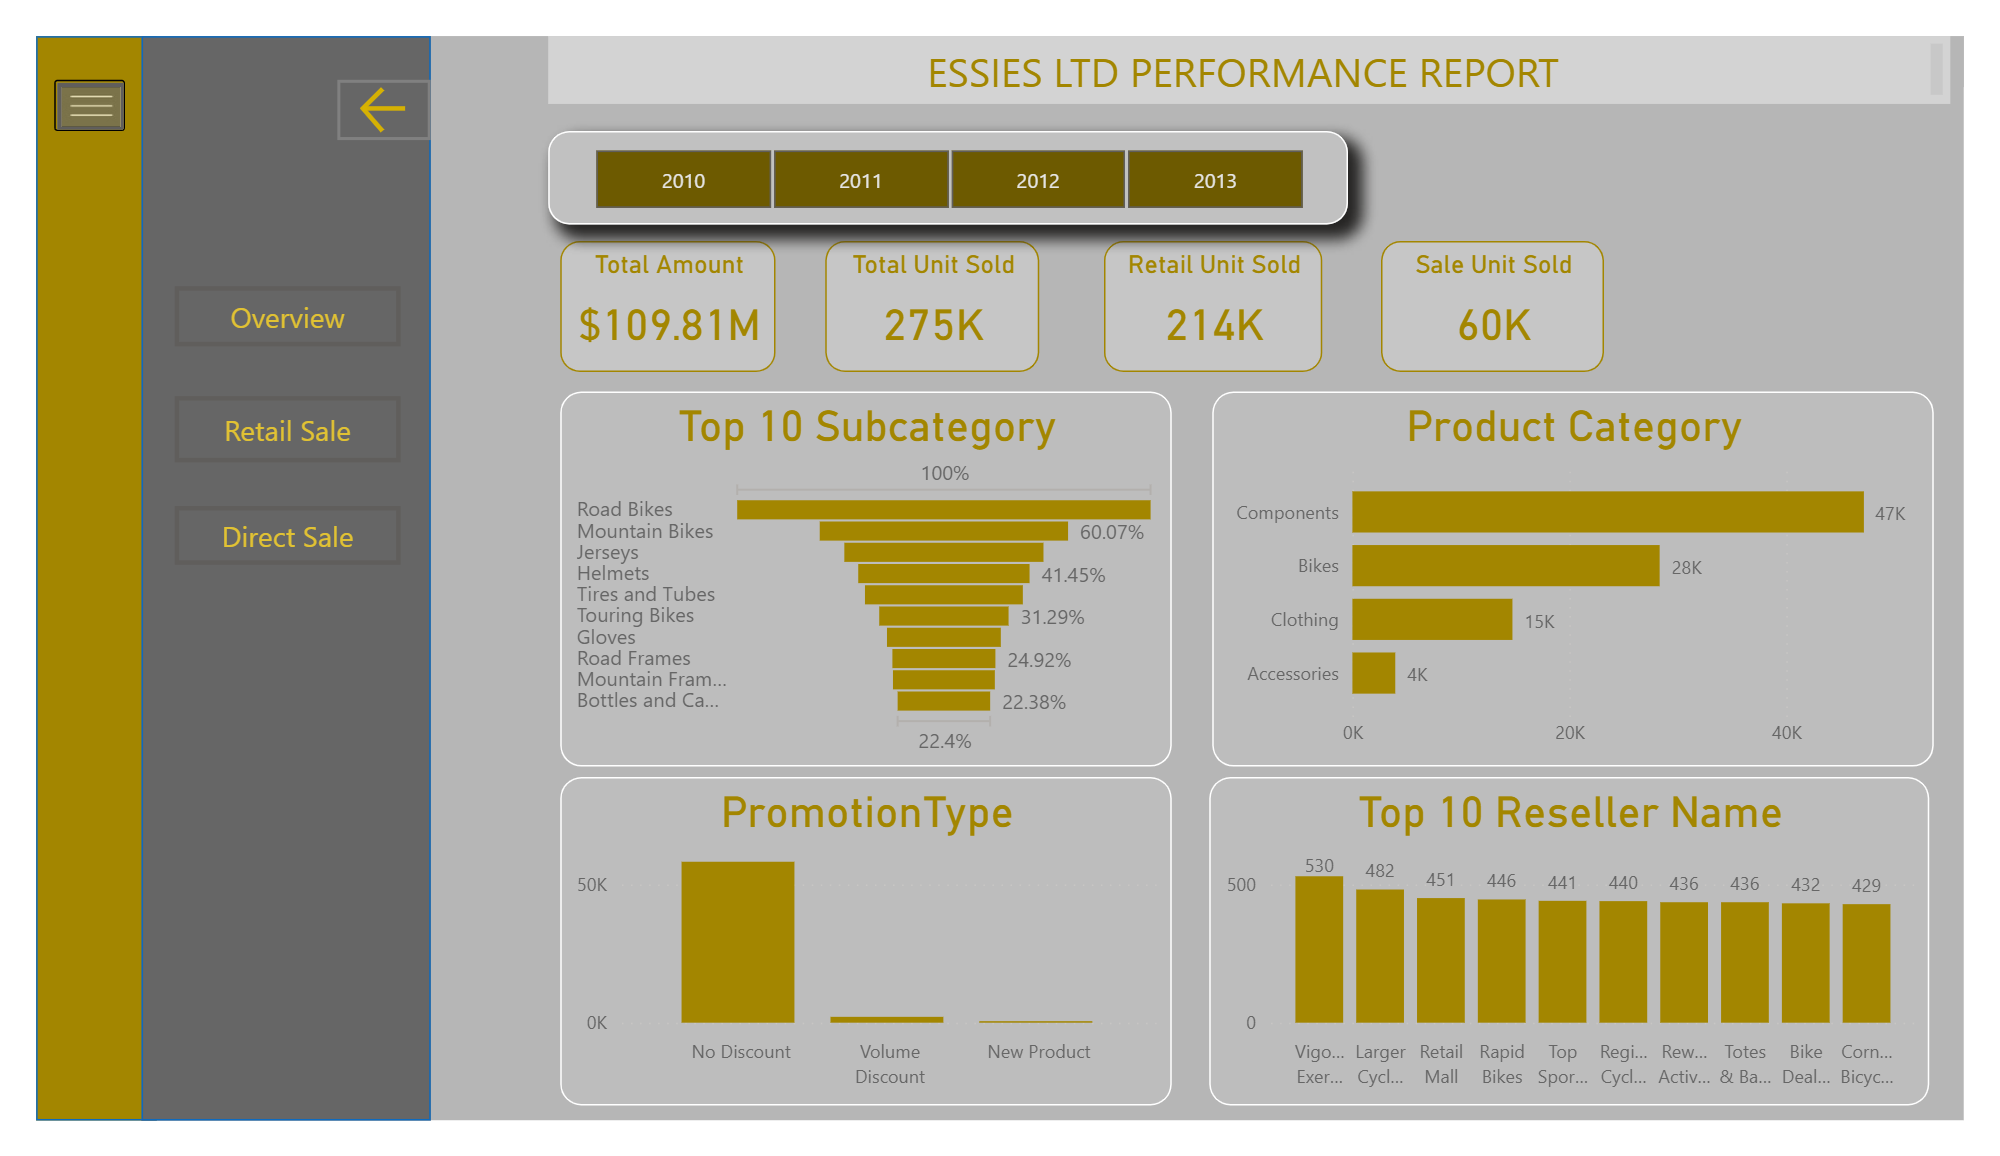 ESSIES LTD PERFORMANCE REPORT
2010 2011 2012 2013
Overview
Retail Sale
Direct Sale
Total Amount
$109.81M
Total Unit Sold
275K
Retail Unit Sold
214K
Sale Unit Sold
60K
Top 10 Subcategory
100%
Road Bikes
Mountain Bikes 60.07%
Jerseys
Helmets 41.45%
Tires and Tubes
Touring Bikes 31.29%
Gloves
Road Frames 24.92%
Mountain Fram...
Bottles and Ca... 22.38%
22.4%
Product Category
Components 47K
Bikes 28K
Clothing 15K
Accessories 4K
0K 20K 40K
PromotionType
50K
0K
No Discount Volume New Product
Discount
Top 10 Reseller Name
530 482 451 446 441 440 436 436 432 429
500
0
Vigo... Larger Retail Rapid Top Regi... Rew... Totes Bike Corn...
Exer... Cycl... Mall Bikes Spor... Cycl... Activ... & Ba... Deal... Bicyc...